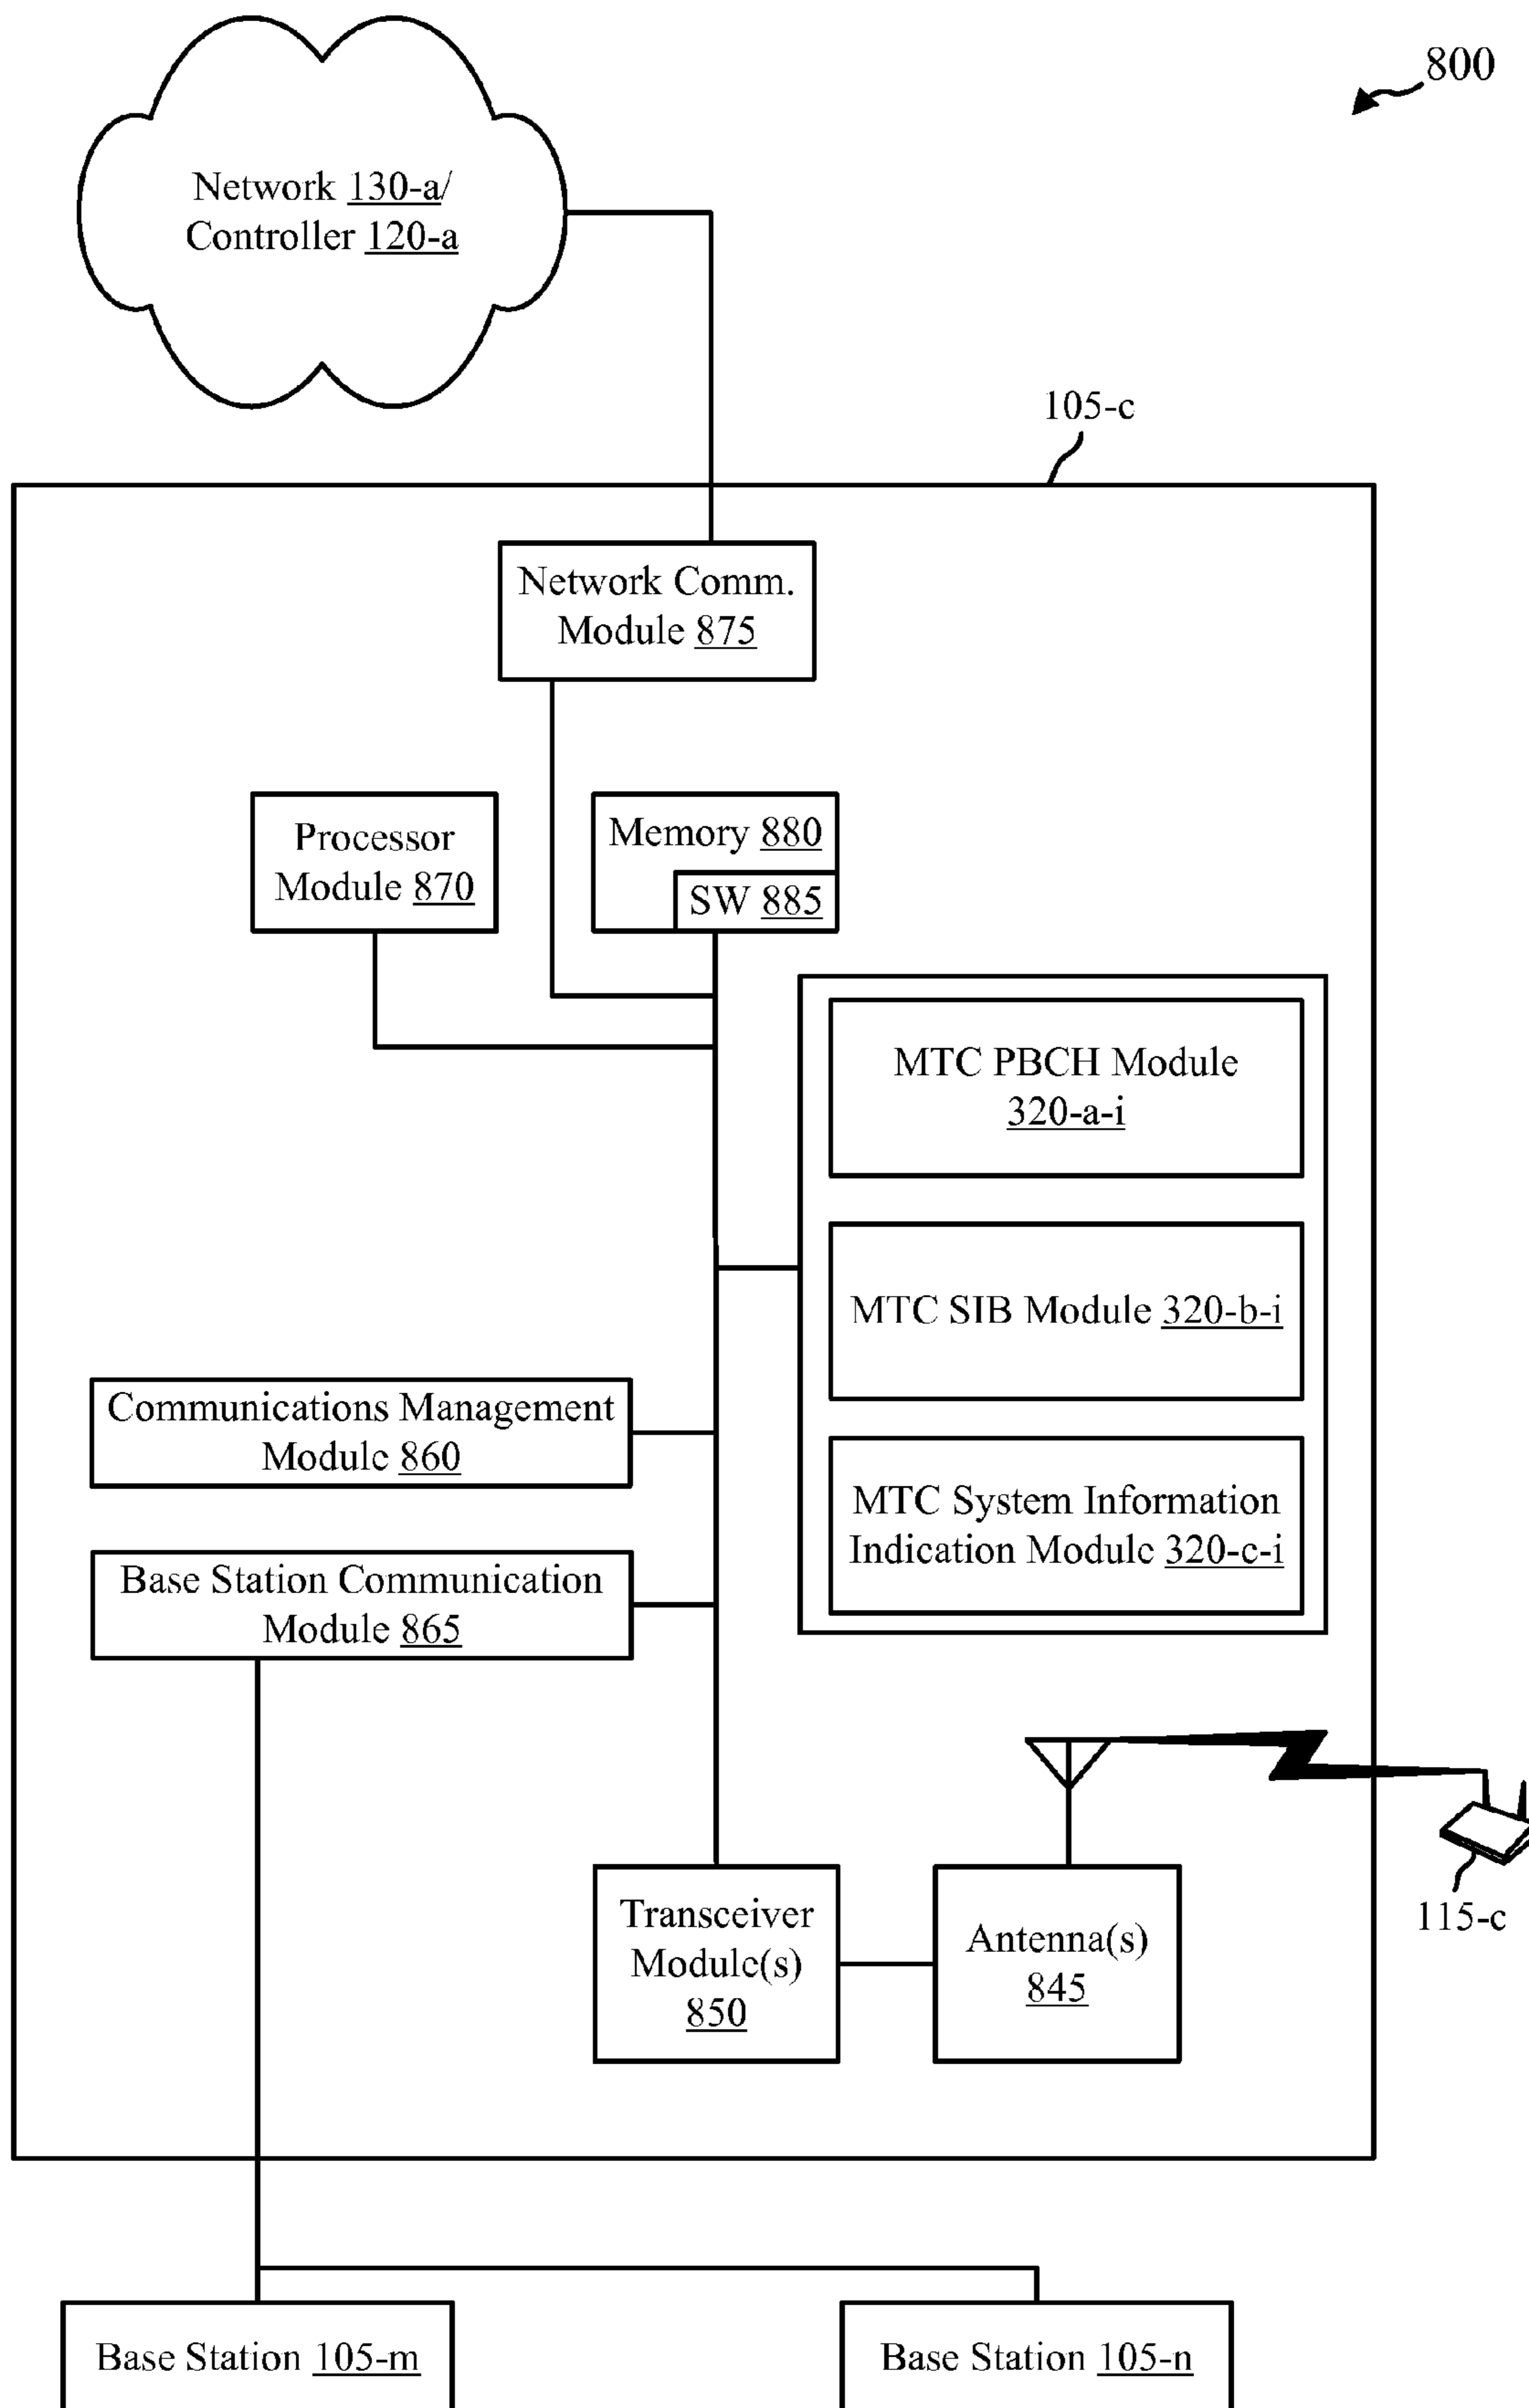 800
Network 130-a/
Controller 120-a
105-c
Network Comm.
Module 875
Processor
Module 870
Memory 880
SW 885
MTC PBCH Module
320-a-i
MTC SIB Module 320-b-i
MTC System Information
Indication Module 320-c-i
Communications Management
Module 860
Base Station Communication
Module 865
Transceiver
Module(s)
850
Antenna(s)
845
115-c
Base Station 105-m
Base Station 105-n